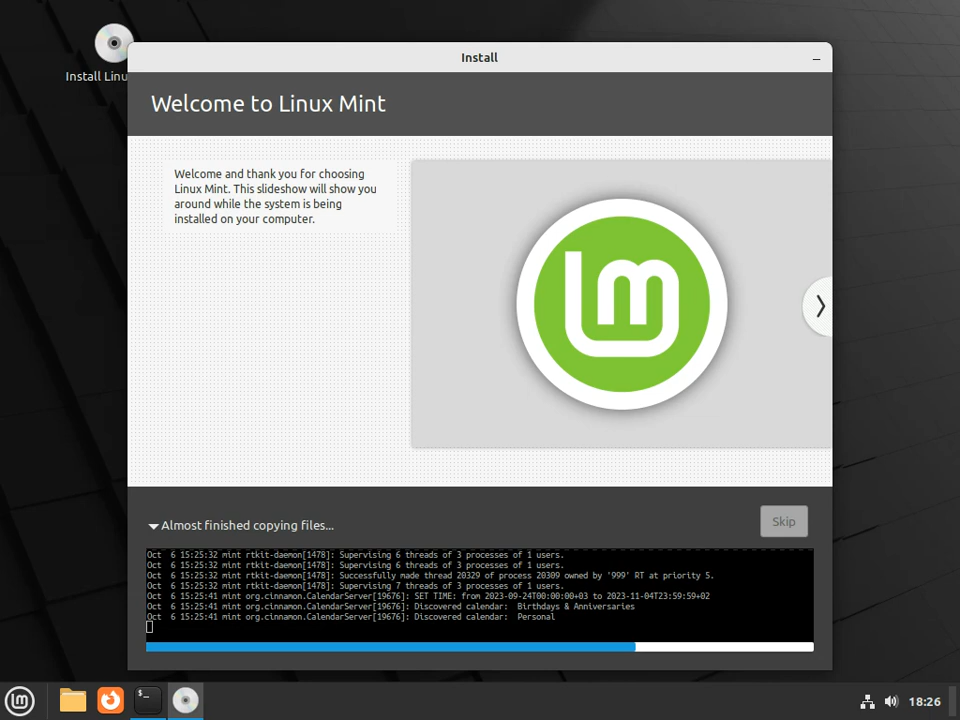 Install Linu
Install
Welcome to Linux Mint
Welcome and thank you for choosing
Linux Mint. This slideshow will show you
around while the system is being
installed on your computer.
Almost finished copying files...
Skip
Oct  6 15:25:32 mint rtkit-daemon[1478]: Supervising 6 threads of 3 processes of 1 users.
Oct  6 15:25:32 mint rtkit-daemon[1478]: Supervising 6 threads of 3 processes of 1 users.
Oct  6 15:25:32 mint rtkit-daemon[1478]: Successfully made thread 20329 of process 20309 owned by '999' RT at priority 5.
Oct  6 15:25:32 mint rtkit-daemon[1478]: Supervising 7 threads of 3 processes of 1 users.
Oct  6 15:25:41 mint org.cinnamon.CalendarServer[19676]: SET TIME: from 2023-09-24T00:00:00+03 to 2023-11-04T23:59:59+02
Oct  6 15:25:41 mint org.cinnamon.CalendarServer[19676]: Discovered calendar:  Birthdays & Anniversaries
Oct  6 15:25:41 mint org.cinnamon.CalendarServer[19676]: Discovered calendar:  Personal
18:26